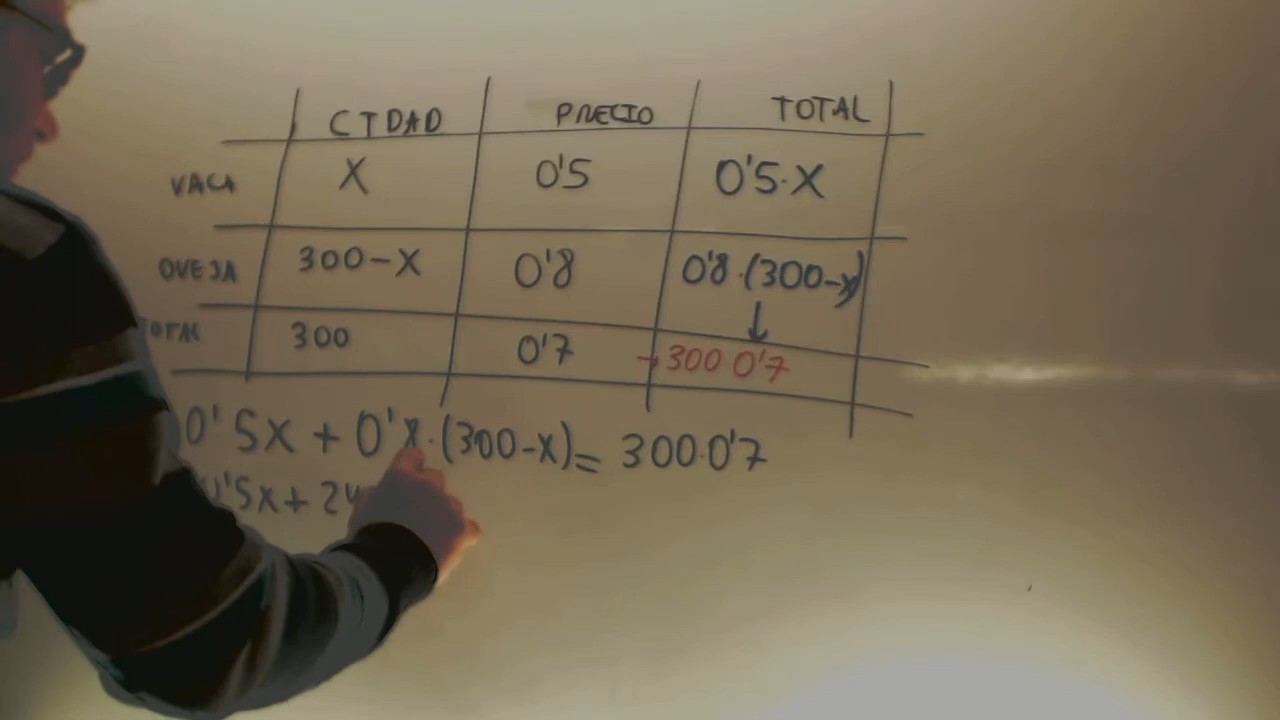 CTDAD PRECIO TOTAL
VACA X 0'5 0'5·X
OVEJA 300-X 0'8 0'8·(300-x)
TOTAL 300 0'7 →300 0'7
0'5X + 0'8·(300-X)= 300·0'7
0'5X + 24